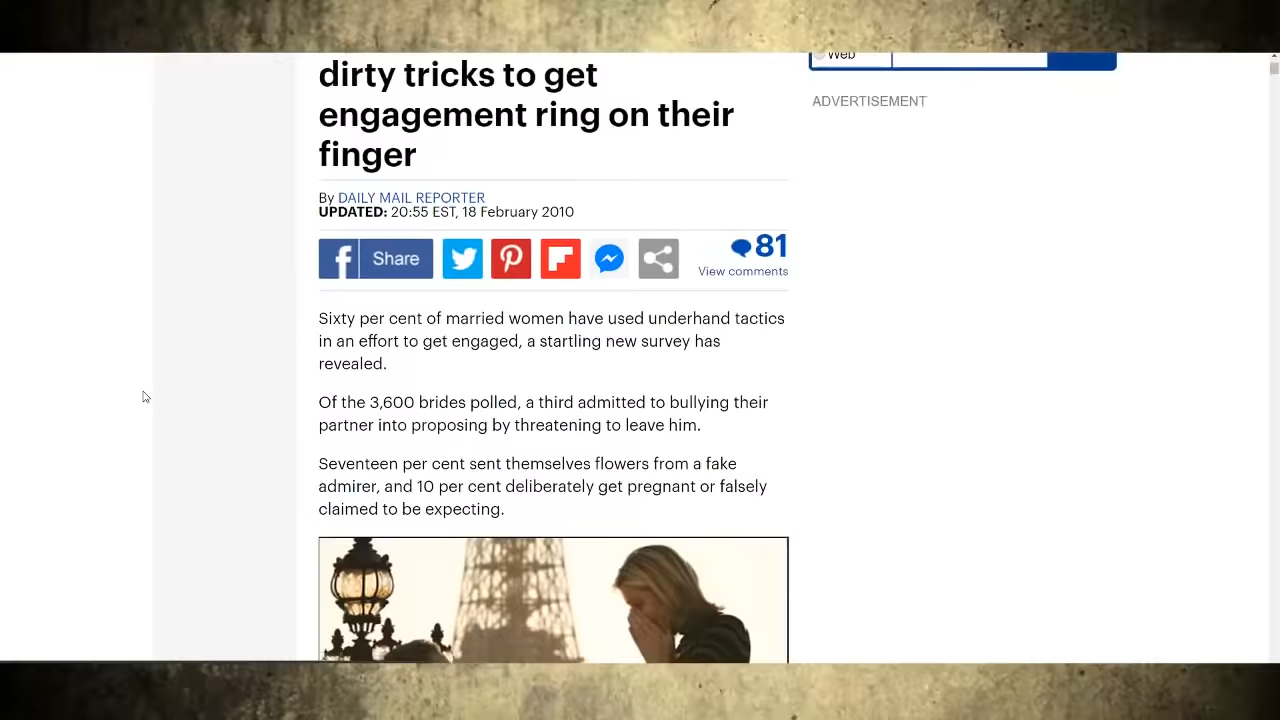 dirty tricks to get
Web
engagement ring on their
ADVERTISEMENT
finger
By DAILY MAIL REPORTER
UPDATED: 20:55 EST, 18 February 2010
f Share
81
View comments
Sixty per cent of married women have used underhand tactics
in an effort to get engaged, a startling new survey has
revealed.
Of the 3,600 brides polled, a third admitted to bullying their
partner into proposing by threatening to leave him.
Seventeen per cent sent themselves flowers from a fake
admirer, and 10 per cent deliberately get pregnant or falsely
claimed to be expecting.